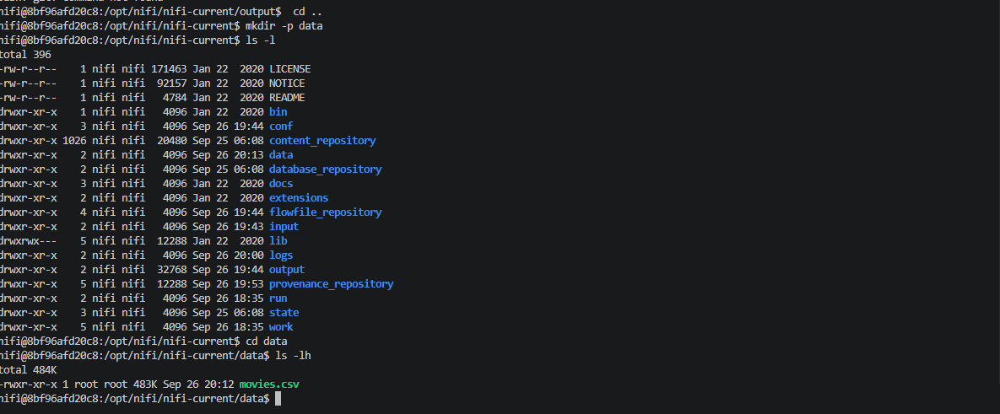 nifi@8bf96afd20c8:/opt/nifi/nifi-current/output$  cd ..
nifi@8bf96afd20c8:/opt/nifi/nifi-current$ mkdir -p data
nifi@8bf96afd20c8:/opt/nifi/nifi-current$ ls -l
total 396
-rw-r--r--    1 nifi nifi 171463 Jan 22  2020 LICENSE
-rw-r--r--    1 nifi nifi  92157 Jan 22  2020 NOTICE
-rw-r--r--    1 nifi nifi   4784 Jan 22  2020 README
drwxr-xr-x    1 nifi nifi   4096 Jan 22  2020 bin
drwxr-xr-x    3 nifi nifi   4096 Sep 26 19:44 conf
drwxr-xr-x 1026 nifi nifi  20480 Sep 25 06:08 content_repository
drwxr-xr-x    2 nifi nifi   4096 Sep 26 20:13 data
drwxr-xr-x    2 nifi nifi   4096 Sep 25 06:08 database_repository
drwxr-xr-x    3 nifi nifi   4096 Jan 22  2020 docs
drwxr-xr-x    2 nifi nifi   4096 Jan 22  2020 extensions
drwxr-xr-x    4 nifi nifi   4096 Sep 26 19:44 flowfile_repository
drwxr-xr-x    2 nifi nifi   4096 Sep 26 19:43 input
drwxrwx---    5 nifi nifi  12288 Jan 22  2020 lib
drwxr-xr-x    2 nifi nifi   4096 Sep 26 20:00 logs
drwxr-xr-x    2 nifi nifi  32768 Sep 26 19:44 output
drwxr-xr-x    5 nifi nifi  12288 Sep 26 19:53 provenance_repository
drwxr-xr-x    2 nifi nifi   4096 Sep 26 18:35 run
drwxr-xr-x    3 nifi nifi   4096 Sep 25 06:08 state
drwxr-xr-x    5 nifi nifi   4096 Sep 26 18:35 work
nifi@8bf96afd20c8:/opt/nifi/nifi-current$ cd data
nifi@8bf96afd20c8:/opt/nifi/nifi-current/data$ ls -lh
total 484K
-rwxr-xr-x 1 root root 483K Sep 26 20:12 movies.csv
nifi@8bf96afd20c8:/opt/nifi/nifi-current/data$